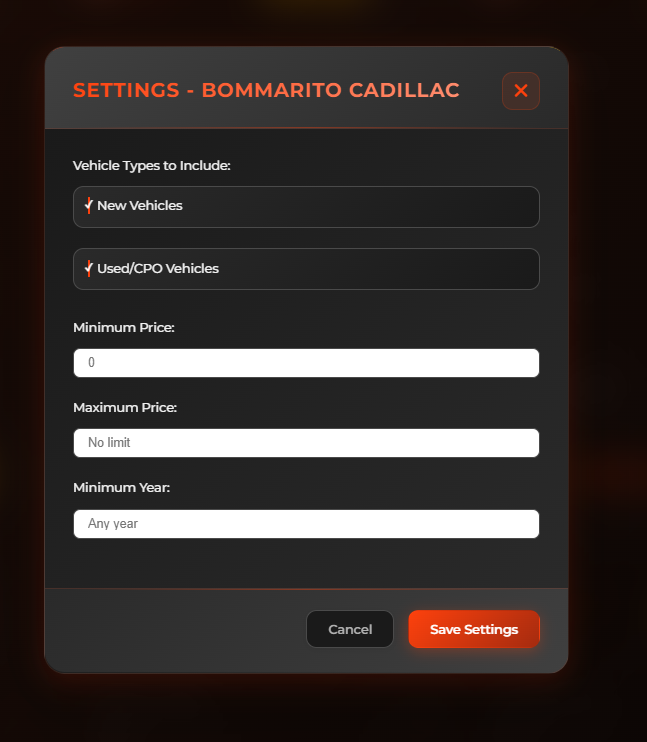 SETTINGS - BOMMARITO CADILLAC
Vehicle Types to Include:
New Vehicles
Used/CPO Vehicles
Minimum Price:
0
Maximum Price:
No limit
Minimum Year:
Any year
Cancel Save Settings